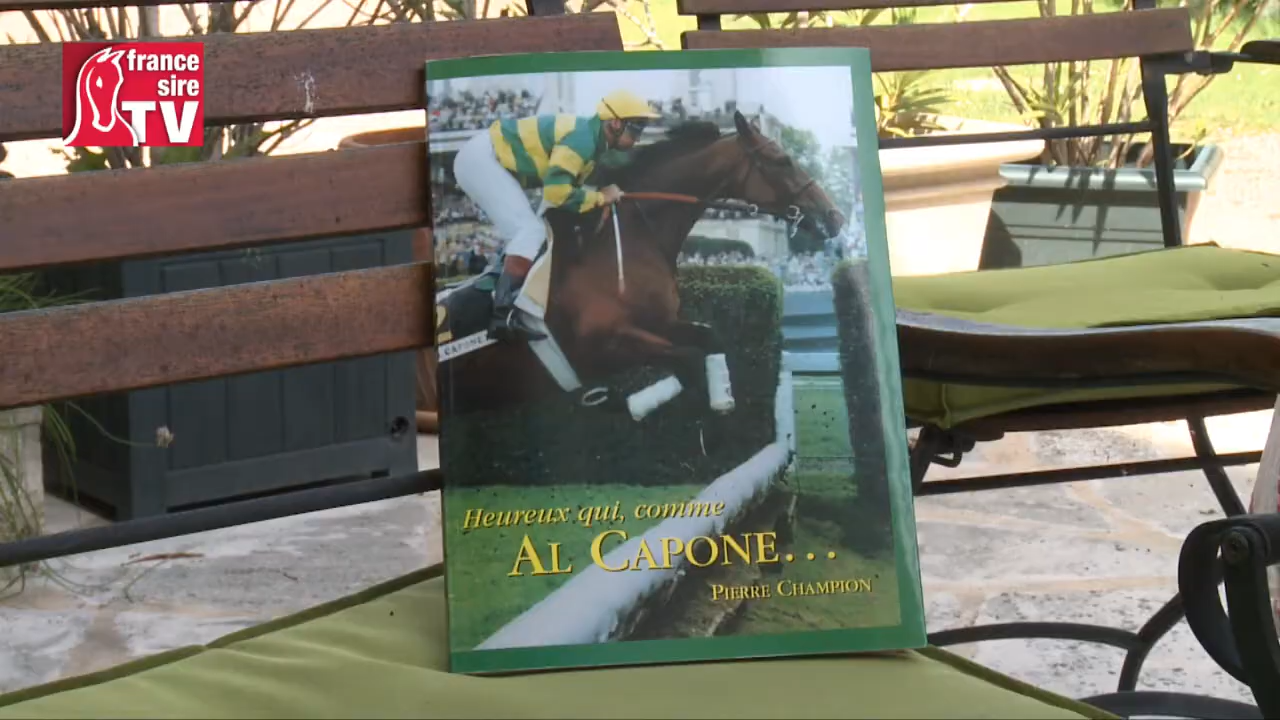 france
sire
TV
Heureux qui, comme
AL CAPONE...
PIERRE CHAMPION
CAPONE